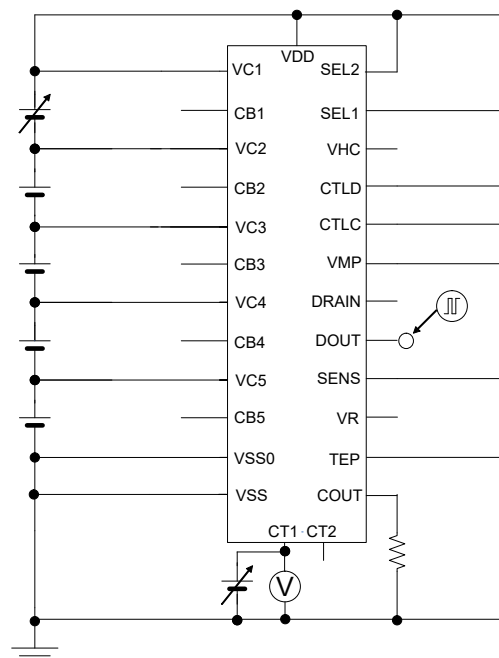 VDD
VC1
SEL2
CB1
SEL1
VC2
VHC
CB2
CTLD
VC3
CTLC
CB3
VMP
VC4
DRAIN
CB4
DOUT
VC5
SENS
CB5
VR
VSS0
TEP
VSS
COUT
CT1 CT2
V